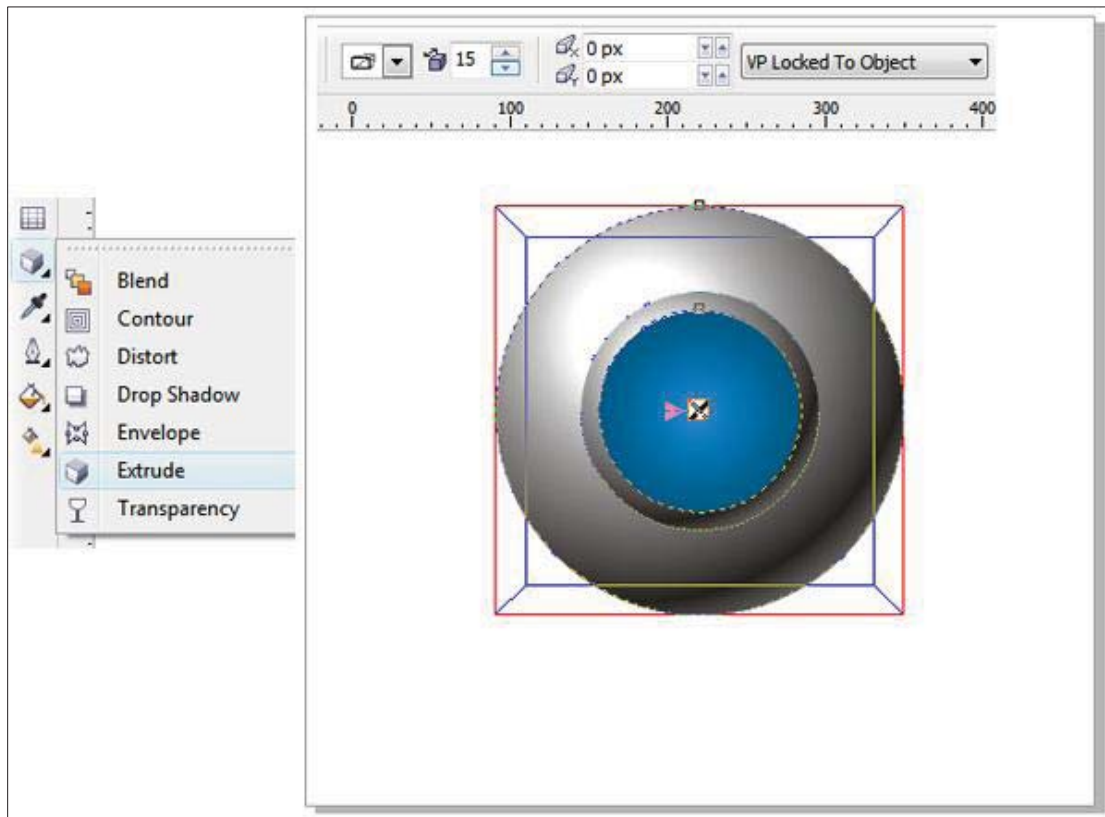 15
0 px
0 px
VP Locked To Object
0 100 200 300 400
Blend
Contour
Distort
Drop Shadow
Envelope
Extrude
Transparency